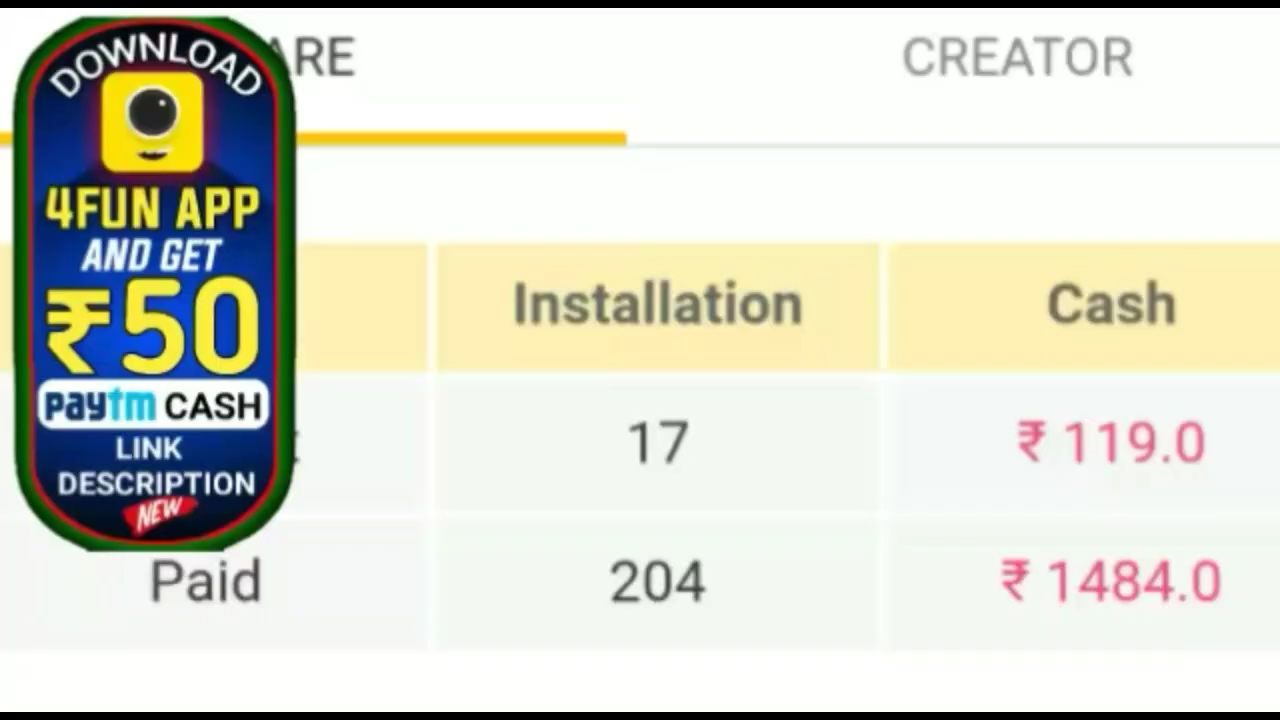 DOWNLOAD
4FUN APP
AND GET
₹50
paytm CASH
LINK
DESCRIPTION
NEW
CREATOR
Installation Cash
17 ₹ 119.0
Paid 204 ₹ 1484.0